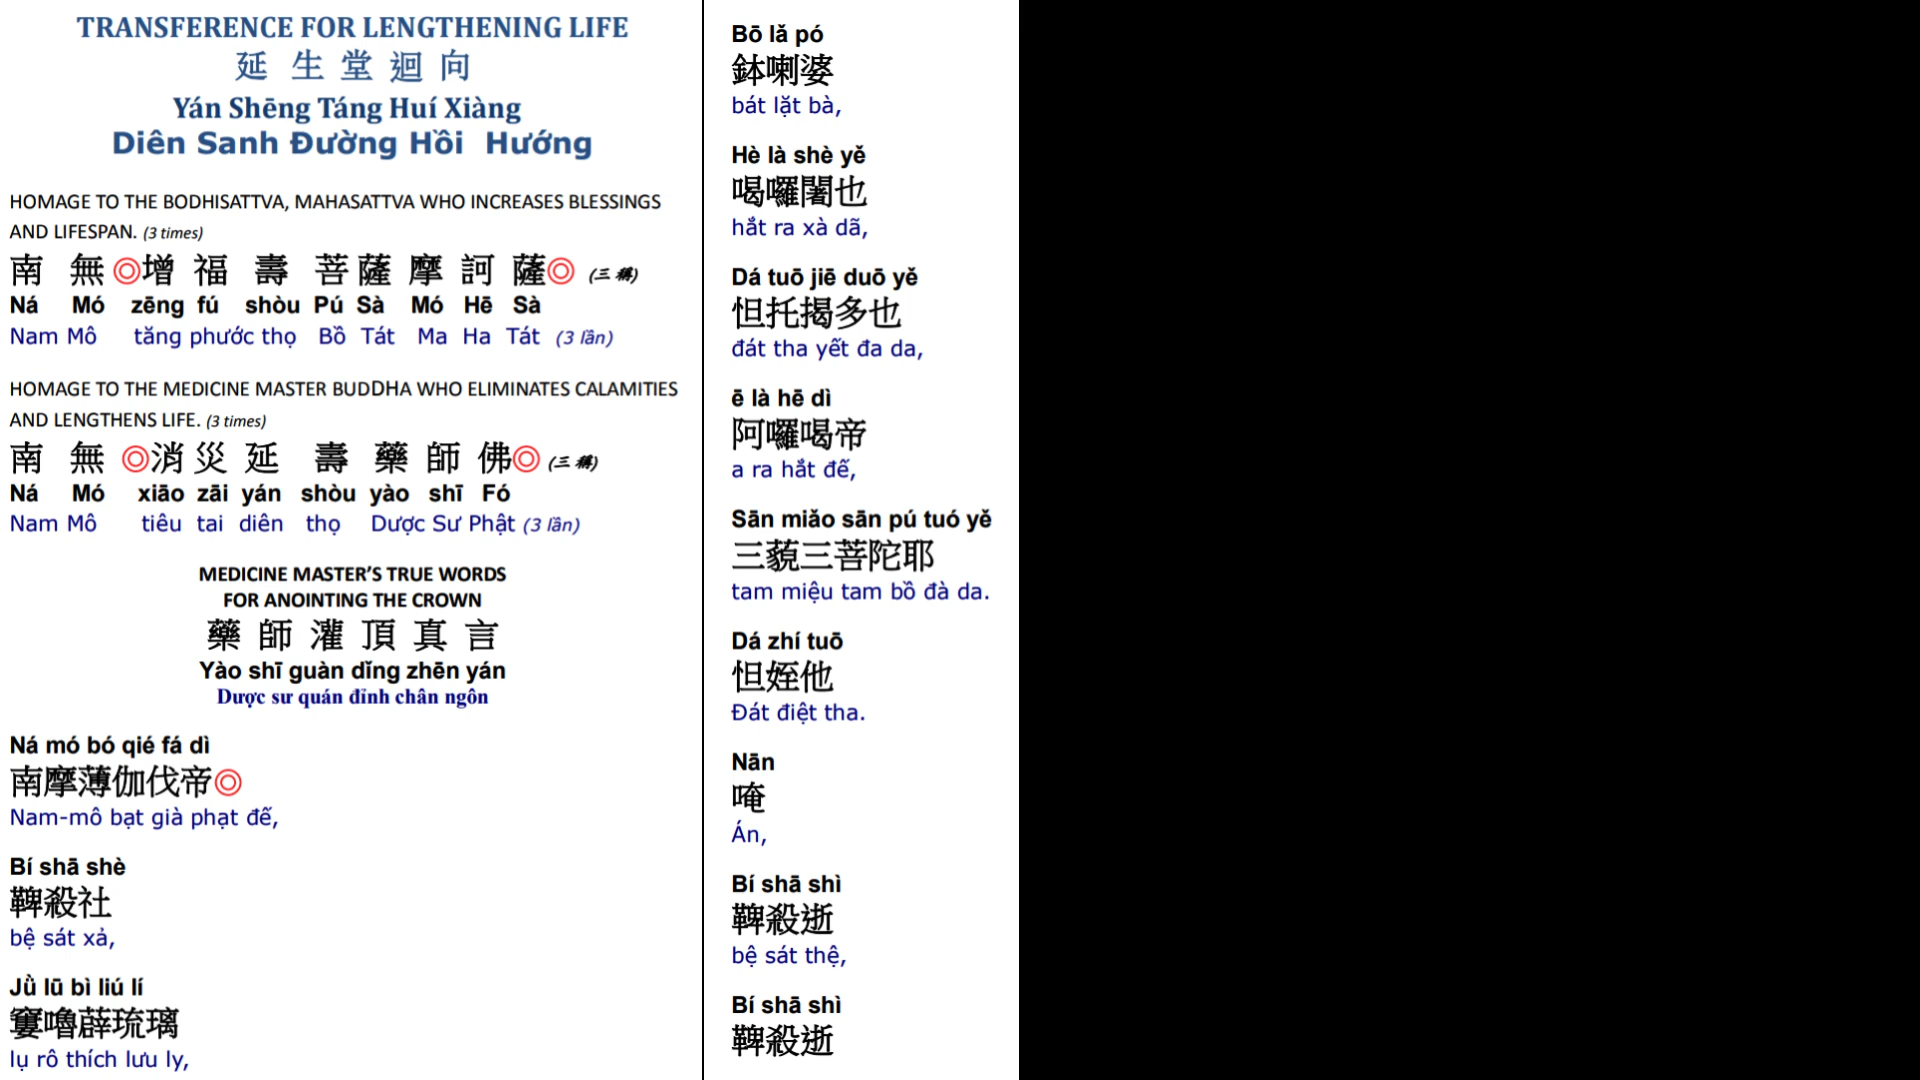 TRANSFERENCE FOR LENGTHENING LIFE
延 生 堂 迴 向
Yán Shēng Táng Huí Xiàng
Diên Sanh Đường Hồi Hướng
HOMAGE TO THE BODHISATTVA, MAHASATTVA WHO INCREASES BLESSINGS
AND LIFESPAN. (3 times)
南 無 ◎增 福 壽 菩 薩 摩 訶 薩◎ (三 稱)
Ná Mó zēng fú shòu Pú Sà Mó Hē Sà
Nam Mô tăng phước thọ Bồ Tát Ma Ha Tát (3 lần)
HOMAGE TO THE MEDICINE MASTER BUDDHA WHO ELIMINATES CALAMITIES
AND LENGTHENS LIFE. (3 times)
南 無 ◎消 災 延 壽 藥 師 佛◎ (三 稱)
Ná Mó xiāo zāi yán shòu yào shī Fó
Nam Mô tiêu tai diên thọ Dược Sư Phật (3 lần)
MEDICINE MASTER’S TRUE WORDS
FOR ANOINTING THE CROWN
藥 師 灌 頂 真 言
Yào shī guàn dǐng zhēn yán
Dược sư quán đỉnh chân ngôn
Ná mó bó qié fá dì
南摩薄伽伐帝◎
Nam-mô bạt già phạt đế,
Bí shā shè
鞞殺社
bệ sát xả,
Jǜ lū bì liú lí
窶嚕薜琉璃
lụ rô thích lưu ly,
Bō lǎ pó
鉢喇婆
bát lặt bà,
Hè là shè yě
喝囉闍也
hắt ra xà dã,
Dá tuō jiē duō yě
怛托揭多也
đát tha yết đa da,
ē là hē dì
阿囉喝帝
a ra hắt đế,
Sān miǎo sān pú tuó yě
三藐三菩陀耶
tam miệu tam bồ đà da.
Dá zhí tuō
怛姪他
Đát điệt tha.
Nān
唵
Án,
Bí shā shì
鞞殺逝
bệ sát thệ,
Bí shā shì
鞞殺逝